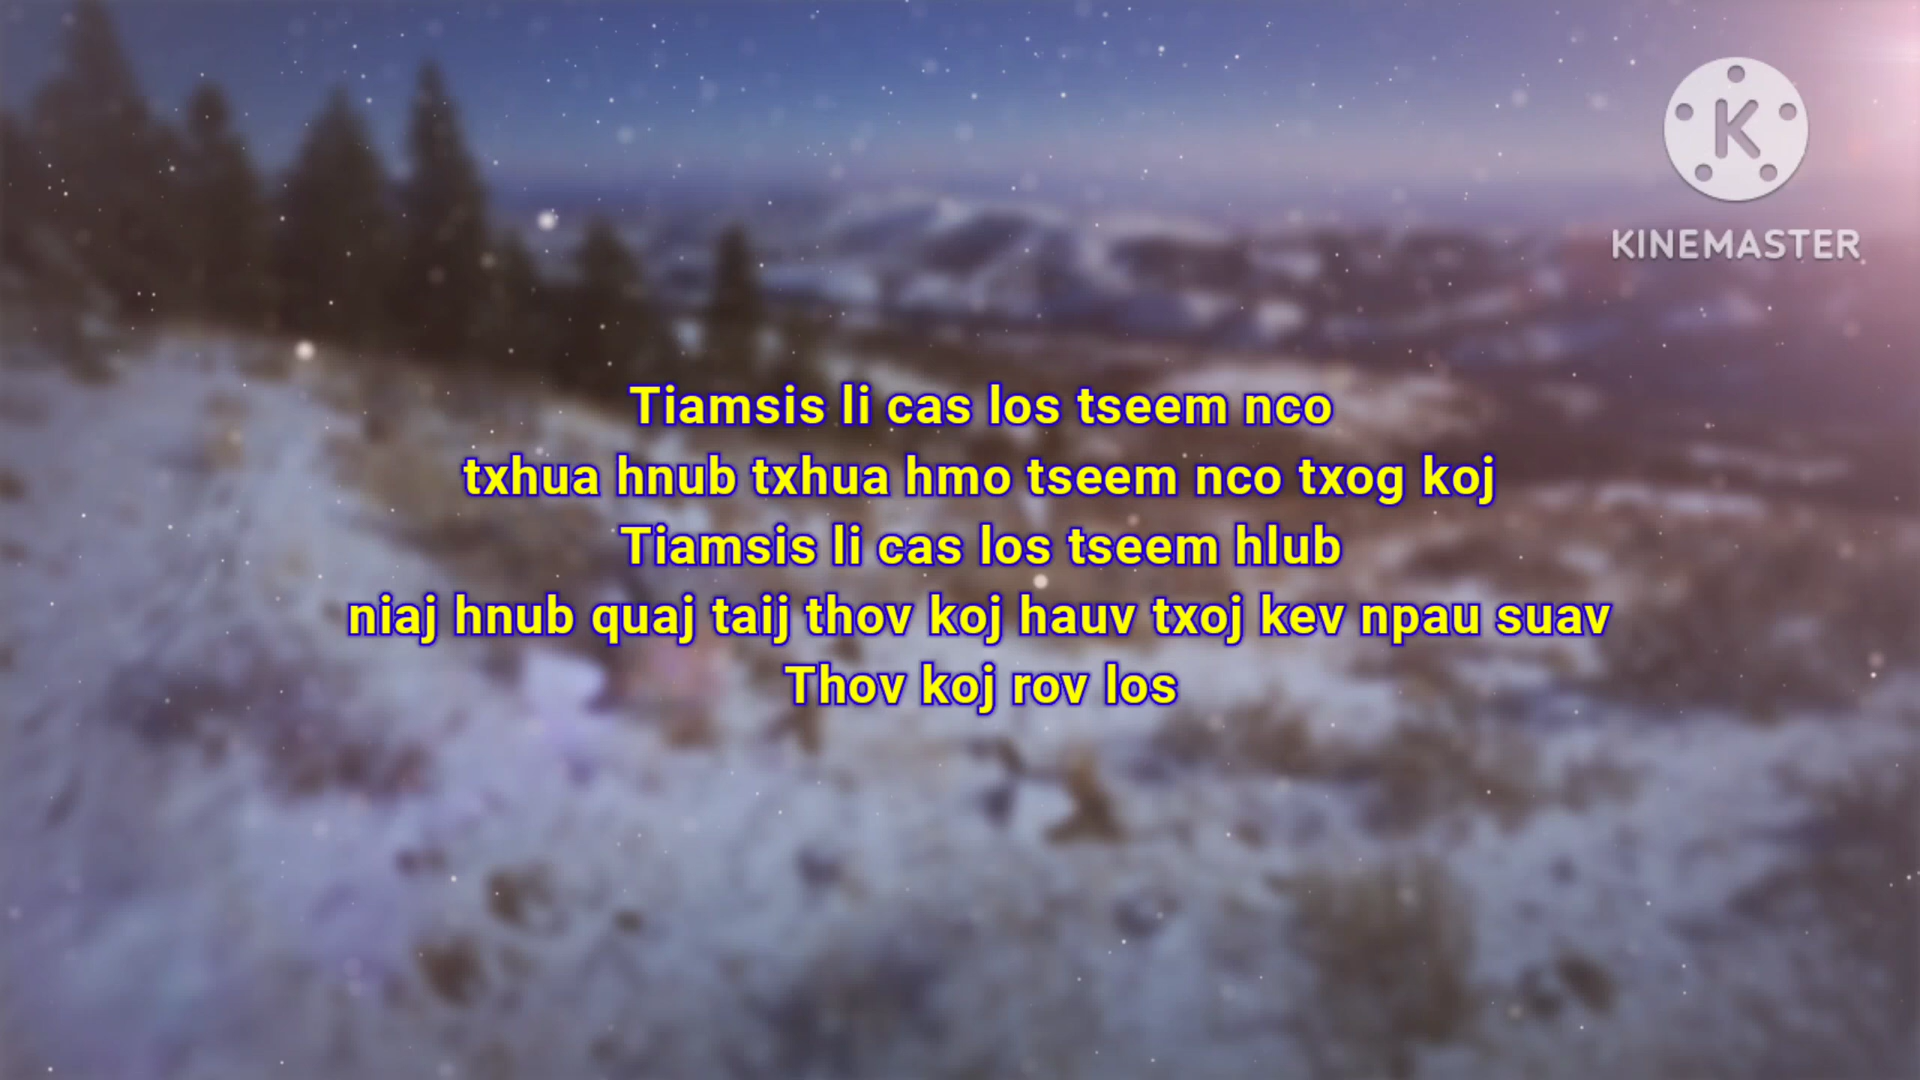 K
KINEMASTER
Tiamsis li cas los tseem nco
txhua hnub txhua hmo tseem nco txog koj
Tiamsis li cas los tseem hlub
niaj hnub quaj taij thov koj hauv txoj kev npau suav
Thov koj rov los